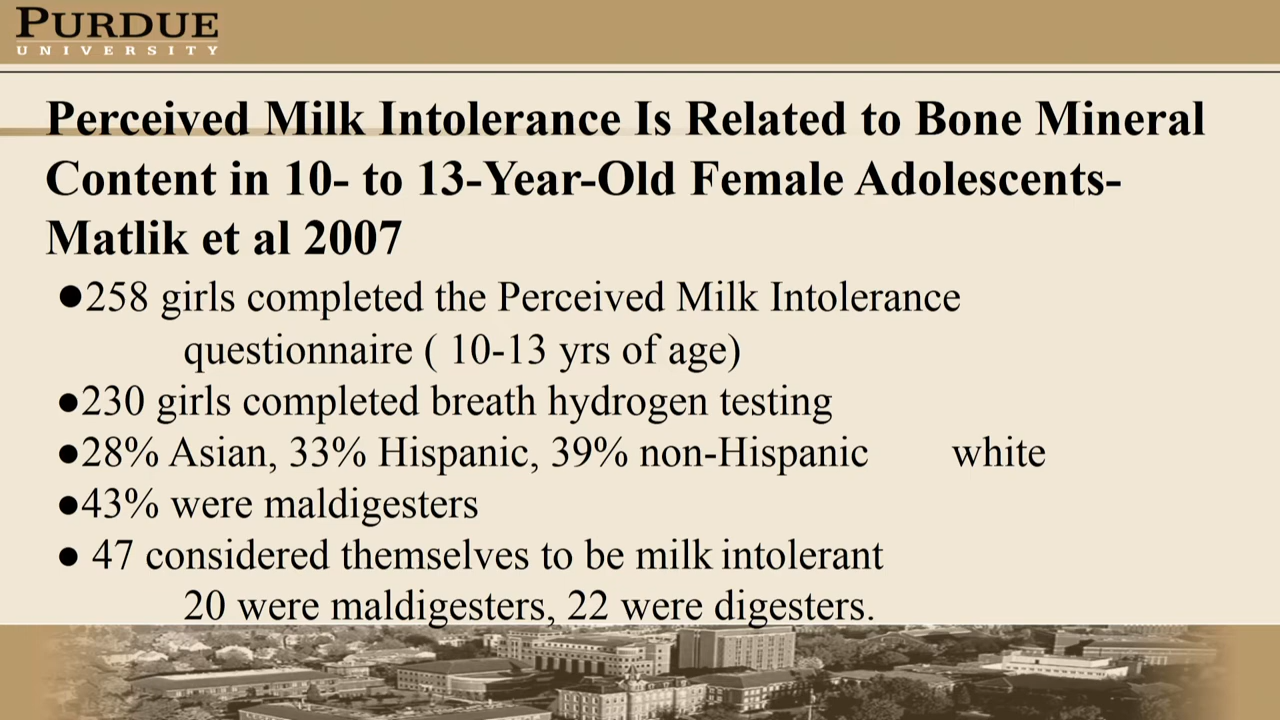 PURDUE
UNIVERSITY
Perceived Milk Intolerance Is Related to Bone Mineral
Content in 10- to 13-Year-Old Female Adolescents-
Matlik et al 2007
●258 girls completed the Perceived Milk Intolerance
questionnaire ( 10-13 yrs of age)
●230 girls completed breath hydrogen testing
●28% Asian, 33% Hispanic, 39% non-Hispanic white
●43% were maldigesters
● 47 considered themselves to be milk intolerant
20 were maldigesters, 22 were digesters.